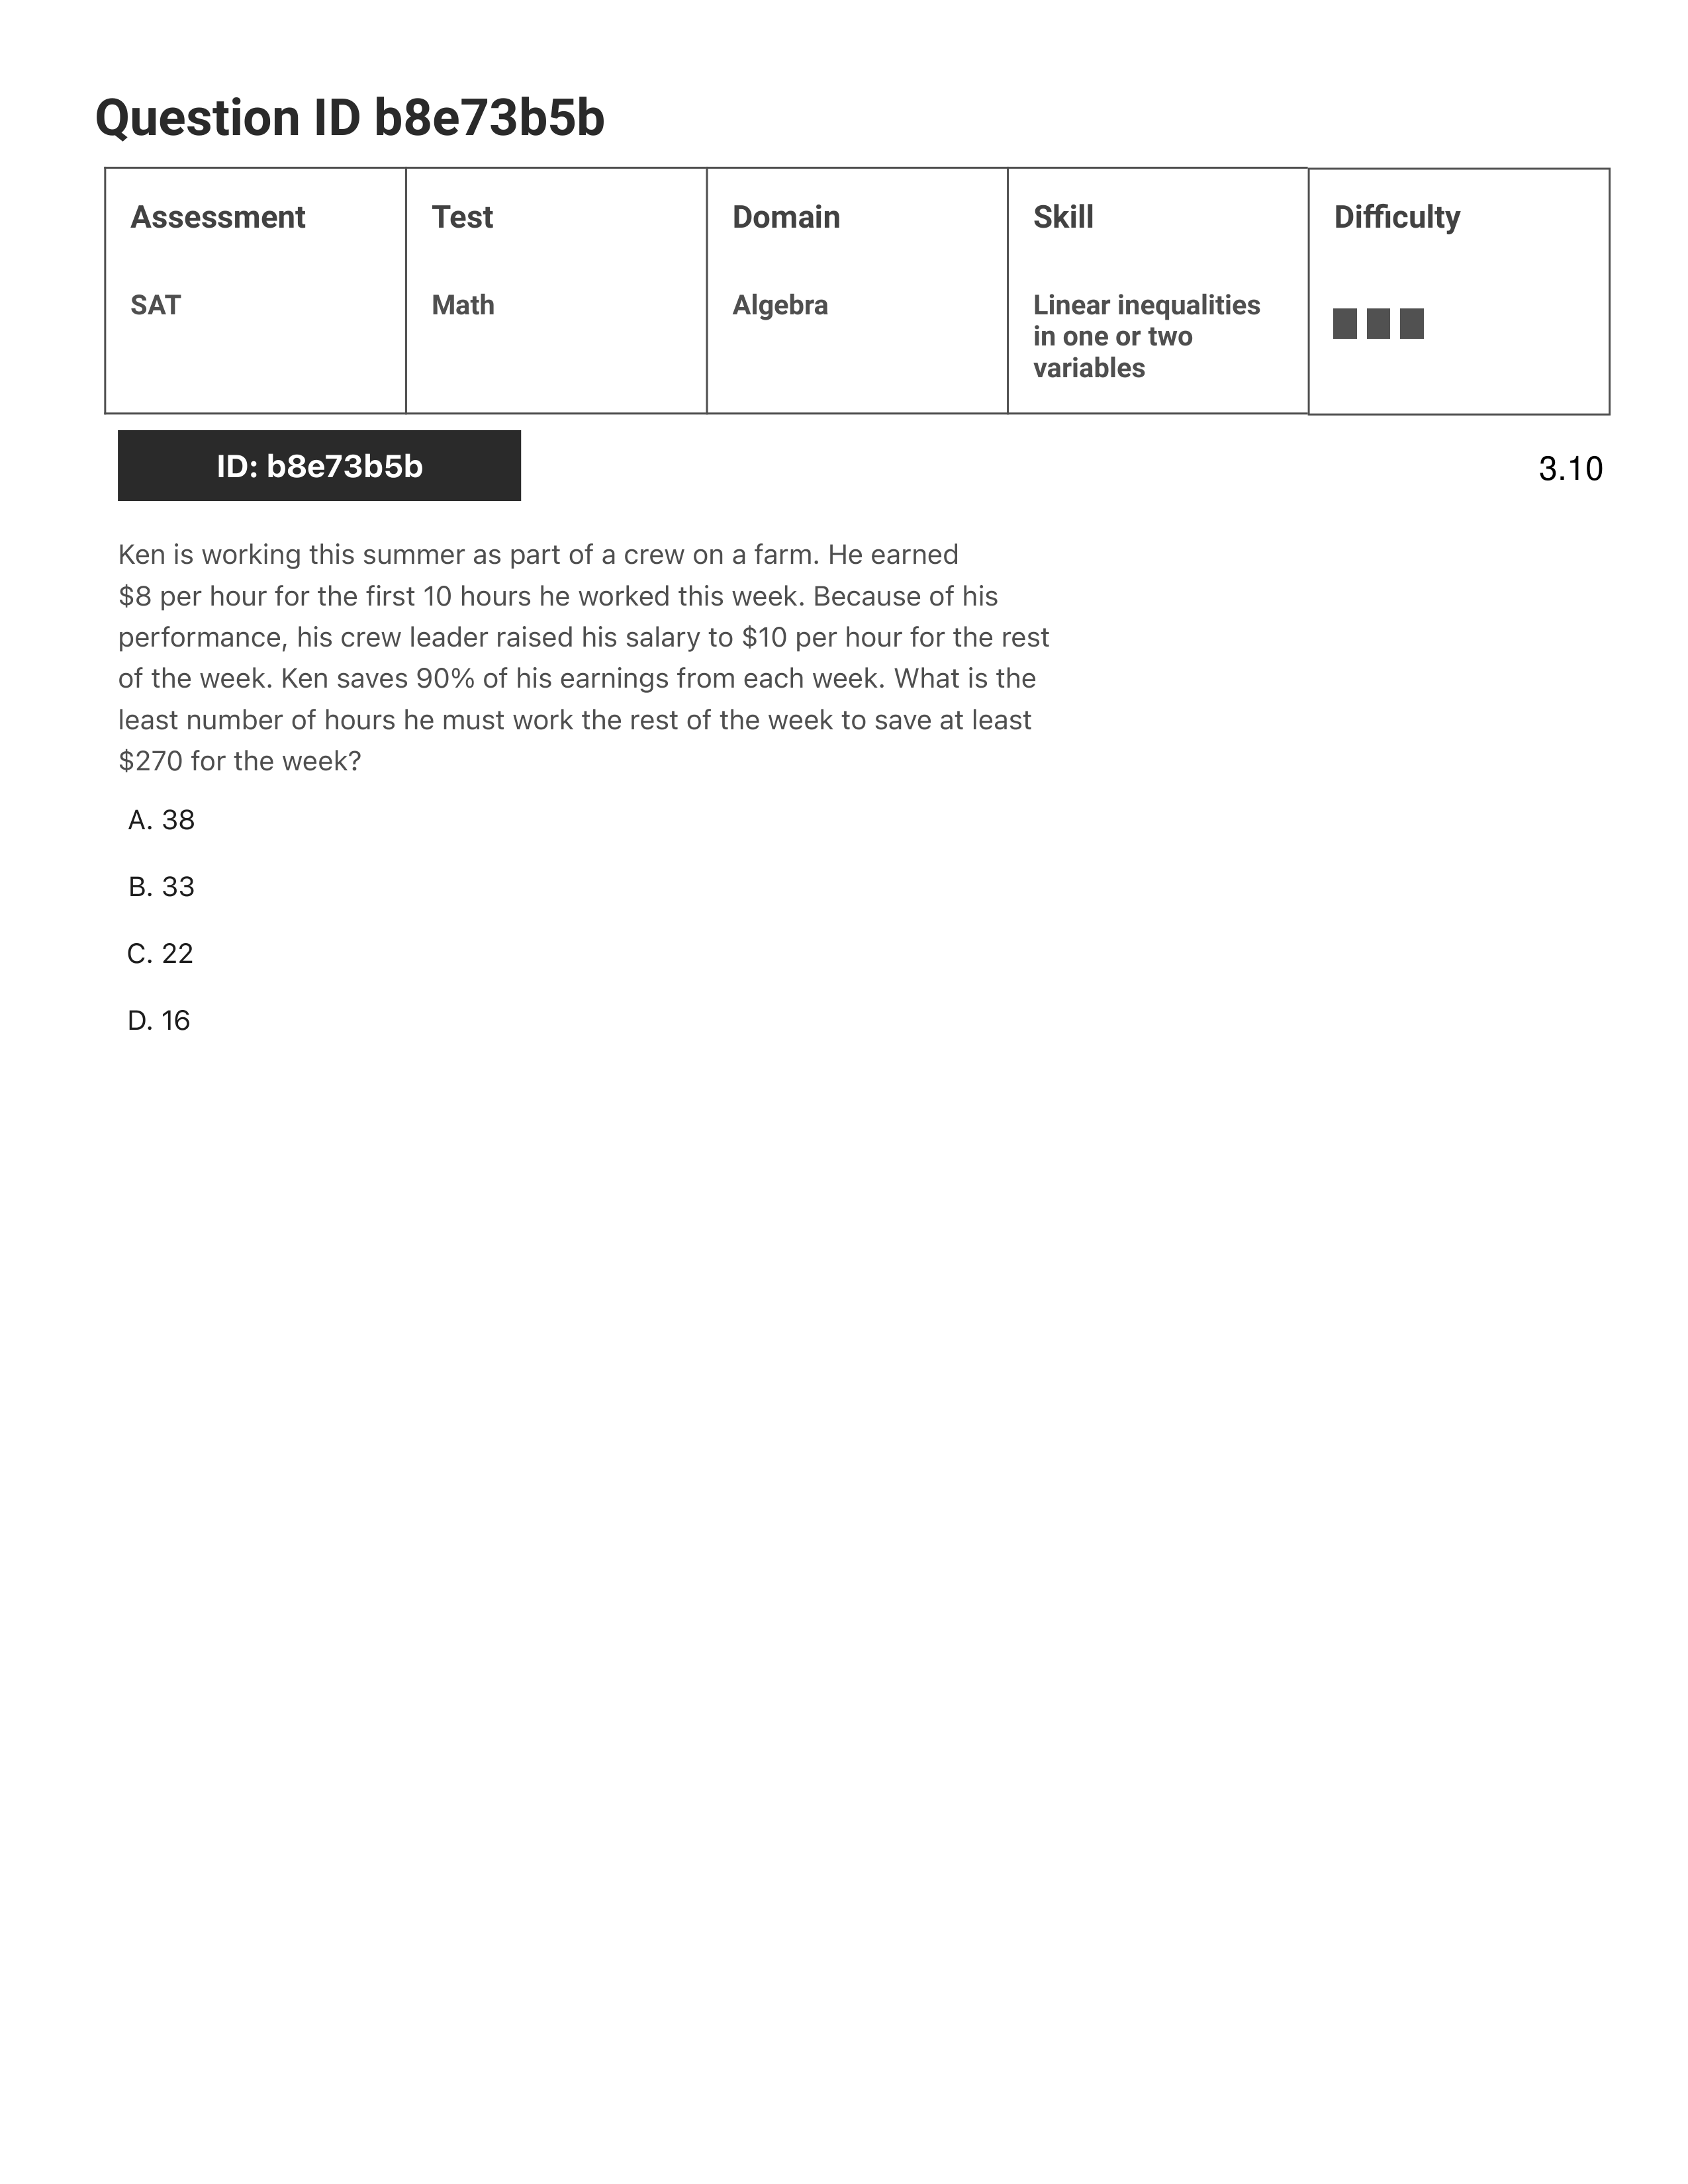 Question ID b8e73b5b
Assessment
Test
Domain
Skill
Difficulty
SAT
Math
Algebra
Linear inequalities
in one or two
variables
ID: b8e73b5b
3.10
Ken is working this summer as part of a crew on a farm. He earned
$8 per hour for the first 10 hours he worked this week. Because of his
performance, his crew leader raised his salary to $10 per hour for the rest
of the week. Ken saves 90% of his earnings from each week. What is the
least number of hours he must work the rest of the week to save at least
$270 for the week?
A. 38
B. 33
C. 22
D. 16